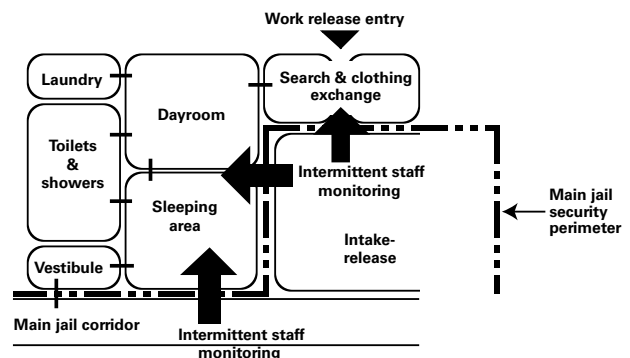 Work release entry
Laundry
Search & clothing
exchange
Dayroom
Toilets
&
showers
Intermittent staff
monitoring
Main jail
security
perimeter
Sleeping
area
Intake-
release
Vestibule
Main jail corridor
Intermittent staff
monitoring